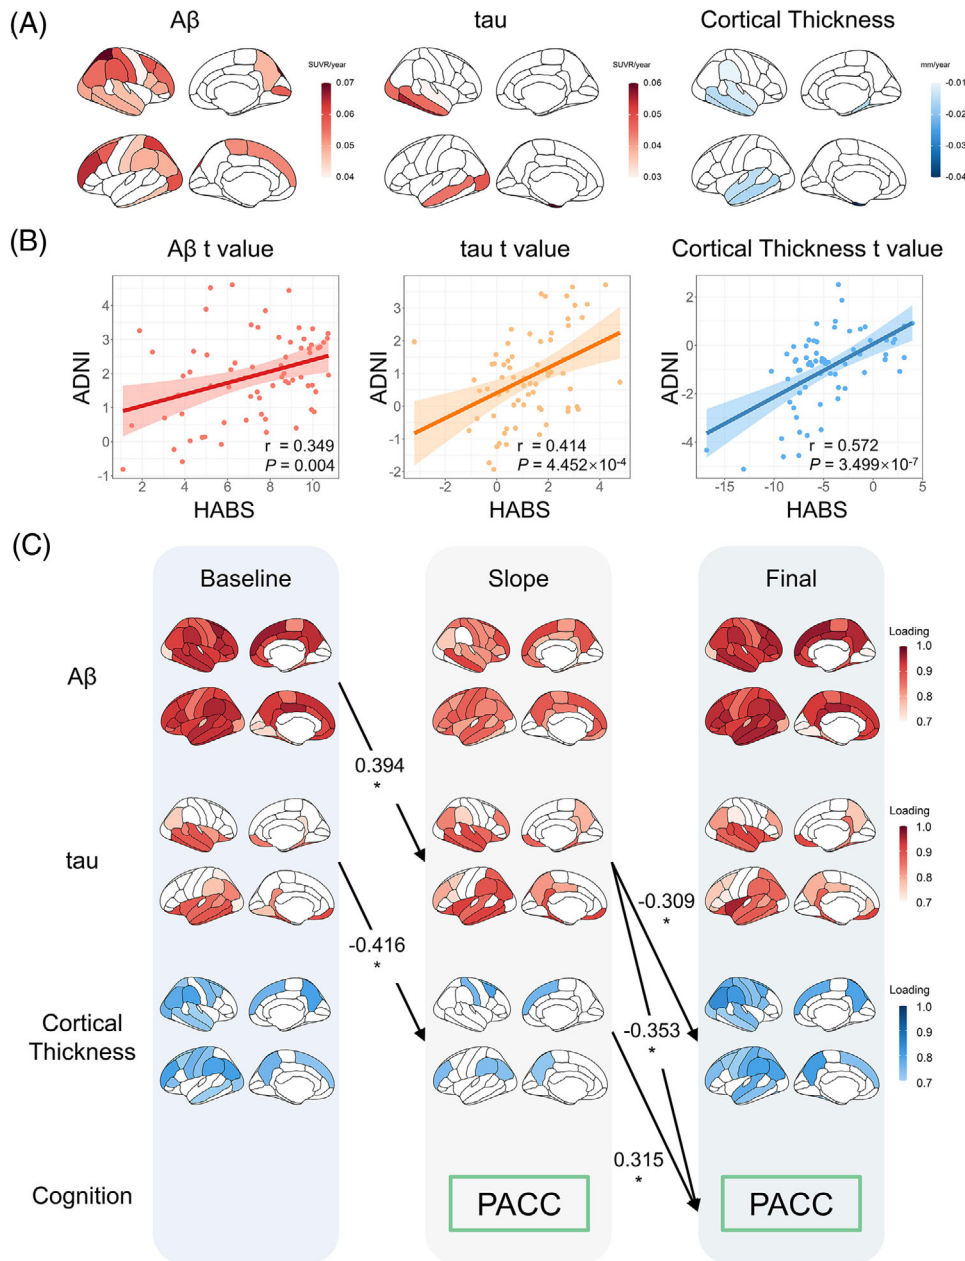 (A)
Aβ
tau
Cortical Thickness
SUVR/year
0.07
0.06
0.05
0.04
SUVR/year
0.06
0.05
0.04
0.03
mm/year
-0.01
-0.02
-0.03
-0.04
(B)
Aβ t value
tau t value
Cortical Thickness t value
ADNI
4
3
2
1
0
-1
r = 0.349
P = 0.004
2
4
6
8
10
HABS
ADNI
3
2
1
0
-1
-2
r = 0.414
P = 4.452×10⁻⁴
-2
0
2
4
HABS
ADNI
2
0
-2
-4
r = 0.572
P = 3.499×10⁻⁷
-15
-10
-5
0
5
HABS
(C)
Baseline
Slope
Final
Aβ
Loading
1.0
0.9
0.8
0.7
0.394
*
tau
Loading
1.0
0.9
0.8
0.7
-0.416
*
-0.309
*
Cortical
Thickness
Loading
1.0
0.9
0.8
0.7
-0.353
*
0.315
*
Cognition
PACC
PACC